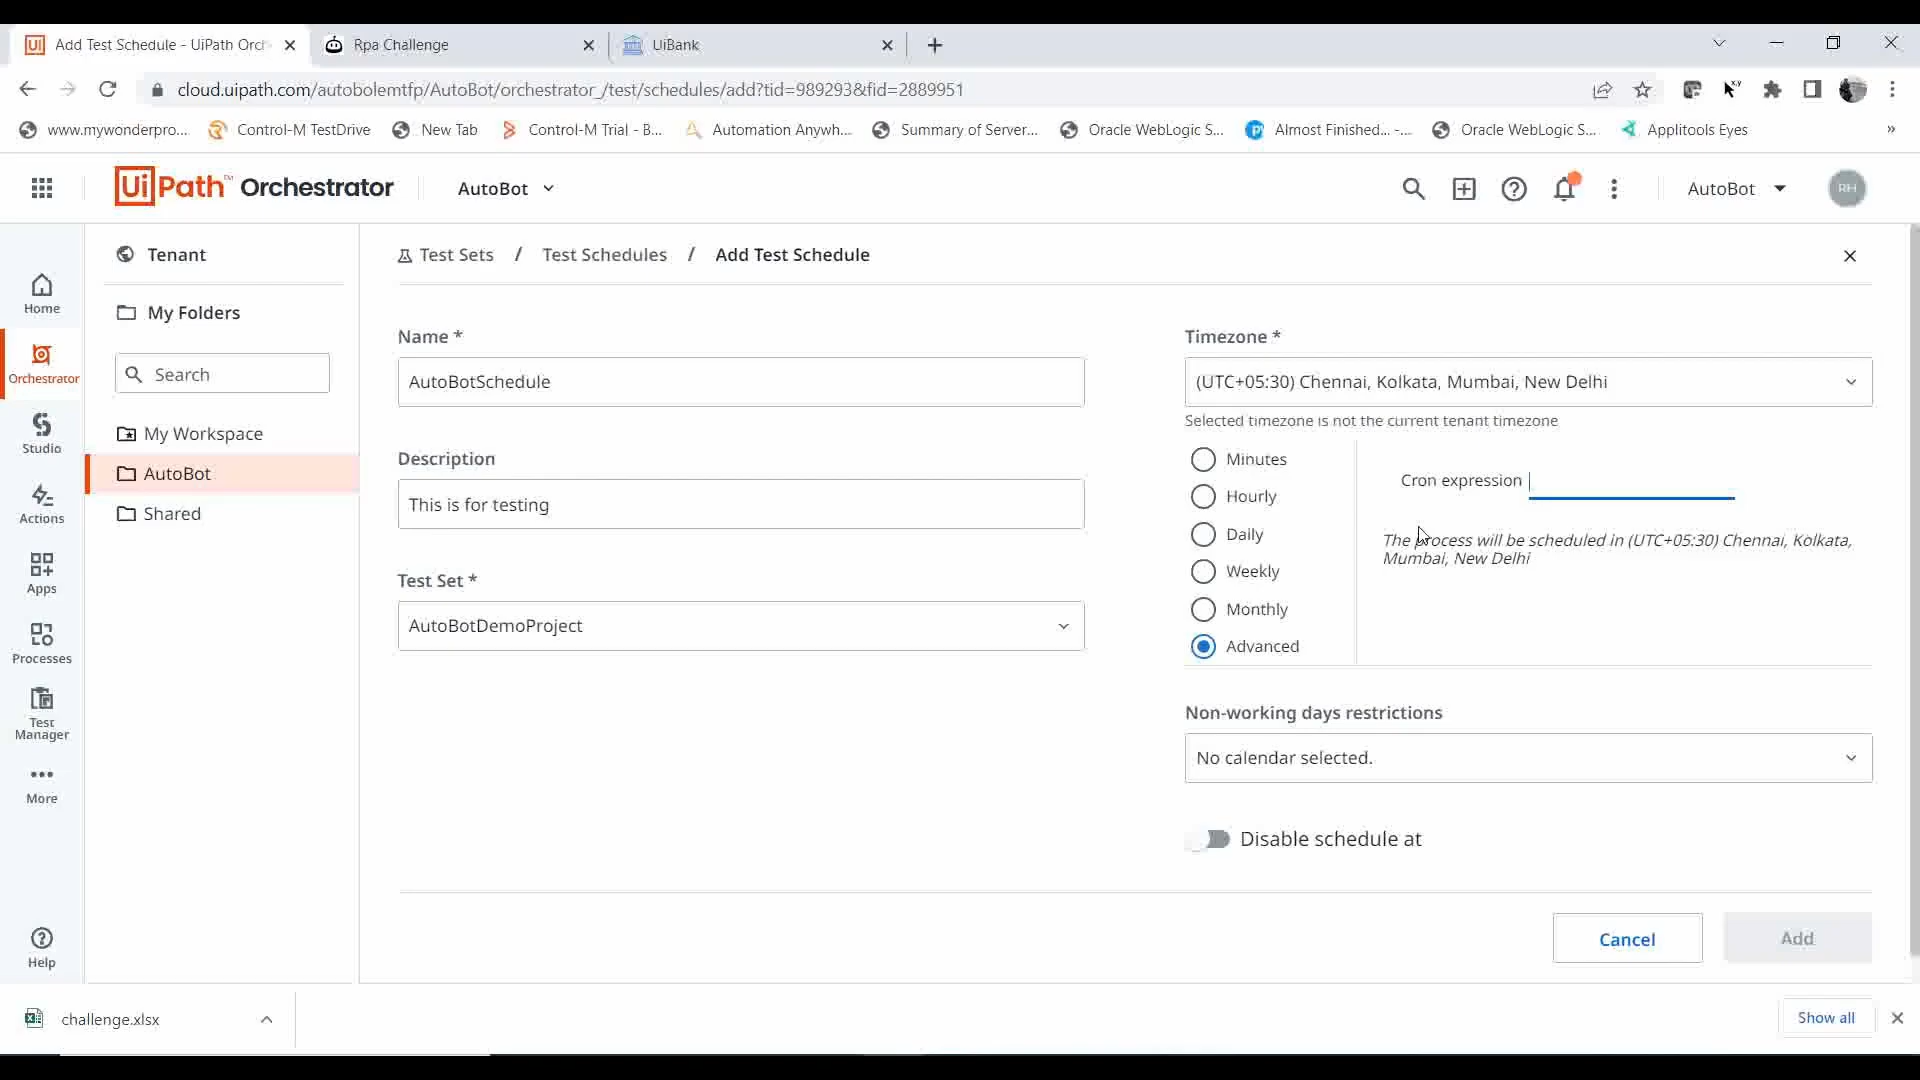 Add Test Schedule - UiPath Orch
Rpa Challenge
UiBank
cloud.uipath.com/autobolemtfp/AutoBot/orchestrator_/test/schedules/add?tid=989293&fid=2889951
www.mywonderpro...
Control-M TestDrive
New Tab
Control-M Trial - B...
Automation Anywh...
Summary of Server...
Oracle WebLogic S...
Almost Finished... -...
Oracle WebLogic S...
Applitools Eyes
»
UiPath™ Orchestrator
AutoBot
AutoBot
RH
Home
Orchestrator
Studio
Actions
Apps
Processes
Test
Manager
More
Help
Tenant
My Folders
Search
My Workspace
AutoBot
Shared
Test Sets / Test Schedules / Add Test Schedule
Name *
AutoBotSchedule
Description
This is for testing
Test Set *
AutoBotDemoProject
Timezone *
(UTC+05:30) Chennai, Kolkata, Mumbai, New Delhi
Selected timezone is not the current tenant timezone
Minutes
Hourly
Daily
Weekly
Monthly
Advanced
Cron expression
The process will be scheduled in (UTC+05:30) Chennai, Kolkata,
Mumbai, New Delhi
Non-working days restrictions
No calendar selected.
Disable schedule at
Cancel
Add
challenge.xlsx
Show all